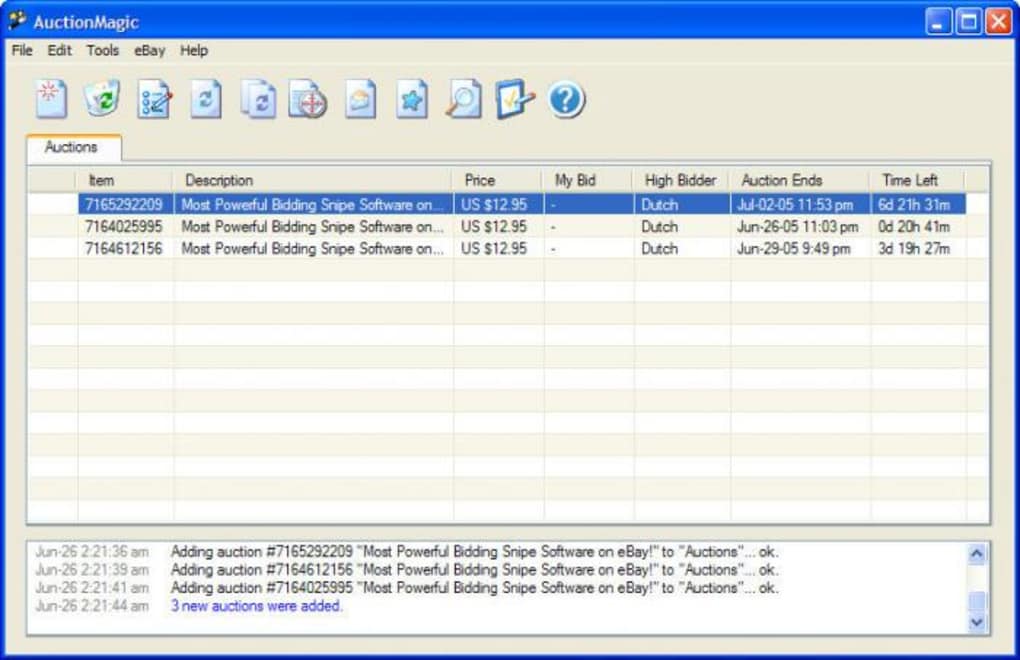 AuctionMagic
File Edit Tools eBay Help
Auctions
Item Description Price My Bid High Bidder Auction Ends Time Left
7165292209 Most Powerful Bidding Snipe Software on... US $12.95 - Dutch Jul-02-05 11:53 pm 6d 21h 31m
7164025995 Most Powerful Bidding Snipe Software on... US $12.95 - Dutch Jun-26-05 11:03 pm 0d 20h 41m
7164612156 Most Powerful Bidding Snipe Software on... US $12.95 - Dutch Jun-29-05 9:49 pm 3d 19h 27m
Jun-26 2:21:36 am Adding auction #7165292209 "Most Powerful Bidding Snipe Software on eBay!" to "Auctions"... ok.
Jun-26 2:21:39 am Adding auction #7164612156 "Most Powerful Bidding Snipe Software on eBay!" to "Auctions"... ok.
Jun-26 2:21:41 am Adding auction #7164025995 "Most Powerful Bidding Snipe Software on eBay!" to "Auctions"... ok.
Jun-26 2:21:44 am 3 new auctions were added.